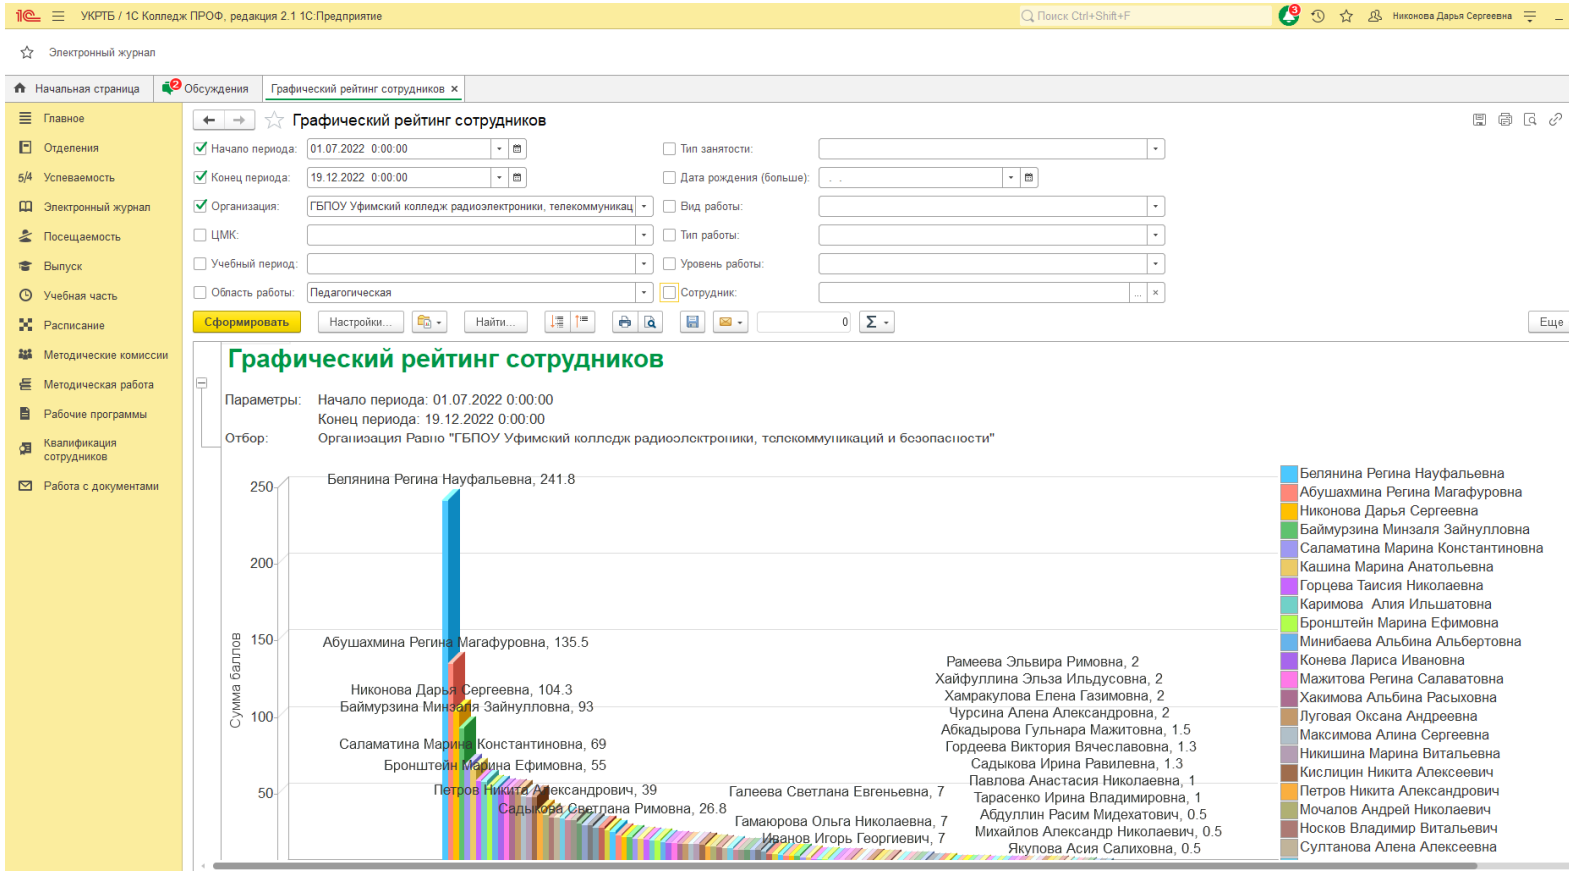 1С УКРТБ / 1С Колледж ПРОФ, редакция 2.1 1С:Предприятие
Поиск Ctrl+Shift+F
3
Никонова Дарья Сергеевна
Электронный журнал
Начальная страница
2 Обсуждения
Графический рейтинг сотрудников ×
Главное
Отделения
5/4 Успеваемость
Электронный журнал
Посещаемость
Выпуск
Учебная часть
Расписание
Методические комиссии
Методическая работа
Рабочие программы
Квалификация
сотрудников
Работа с документами
Графический рейтинг сотрудников
Начало периода: 01.07.2022 0:00:00
Тип занятости:
Конец периода: 19.12.2022 0:00:00
Дата рождения (больше): . .
Организация: ГБПОУ Уфимский колледж радиоэлектроники, телекоммуникац
Вид работы:
ЦМК:
Тип работы:
Учебный период:
Уровень работы:
Область работы: Педагогическая
Сотрудник: ... ×
Сформировать Настройки... Найти... 0 Σ Еще
Графический рейтинг сотрудников
Параметры: Начало периода: 01.07.2022 0:00:00
Конец периода: 19.12.2022 0:00:00
Отбор: Организация Равно "ГБПОУ Уфимский колледж радиоэлектроники, телекоммуникаций и безопасности"
Сумма баллов
250
200
150
100
50
Белянина Регина Науфальевна, 241.8
Абушахмина Регина Магафуровна, 135.5
Никонова Дарья Сергеевна, 104.3
Баймурзина Минзаля Зайнулловна, 93
Саламатина Марина Константиновна, 69
Бронштейн Марина Ефимовна, 55
Петров Никита Александрович, 39
Садыкова Светлана Римовна, 26.8
Галеева Светлана Евгеньевна, 7
Гамаюрова Ольга Николаевна, 7
Иванов Игорь Георгиевич, 7
Рамеева Эльвира Римовна, 2
Хайфуллина Эльза Ильдусовна, 2
Хамракулова Елена Газимовна, 2
Чурсина Алена Александровна, 2
Абкадырова Гульнара Мажитовна, 1.5
Гордеева Виктория Вячеславовна, 1.3
Садыкова Ирина Равилевна, 1.3
Павлова Анастасия Николаевна, 1
Тарасенко Ирина Владимировна, 1
Абдуллин Расим Мидехатович, 0.5
Михайлов Александр Николаевич, 0.5
Якупова Асия Салиховна, 0.5
Белянина Регина Науфальевна
Абушахмина Регина Магафуровна
Никонова Дарья Сергеевна
Баймурзина Минзаля Зайнулловна
Саламатина Марина Константиновна
Кашина Марина Анатольевна
Горцева Таисия Николаевна
Каримова Алия Ильшатовна
Бронштейн Марина Ефимовна
Минибаева Альбина Альбертовна
Конева Лариса Ивановна
Мажитова Регина Салаватовна
Хакимова Альбина Расыховна
Луговая Оксана Андреевна
Максимова Алина Сергеевна
Никишина Марина Витальевна
Кислицин Никита Алексеевич
Петров Никита Александрович
Мочалов Андрей Николаевич
Носков Владимир Витальевич
Султанова Алена Алексеевна